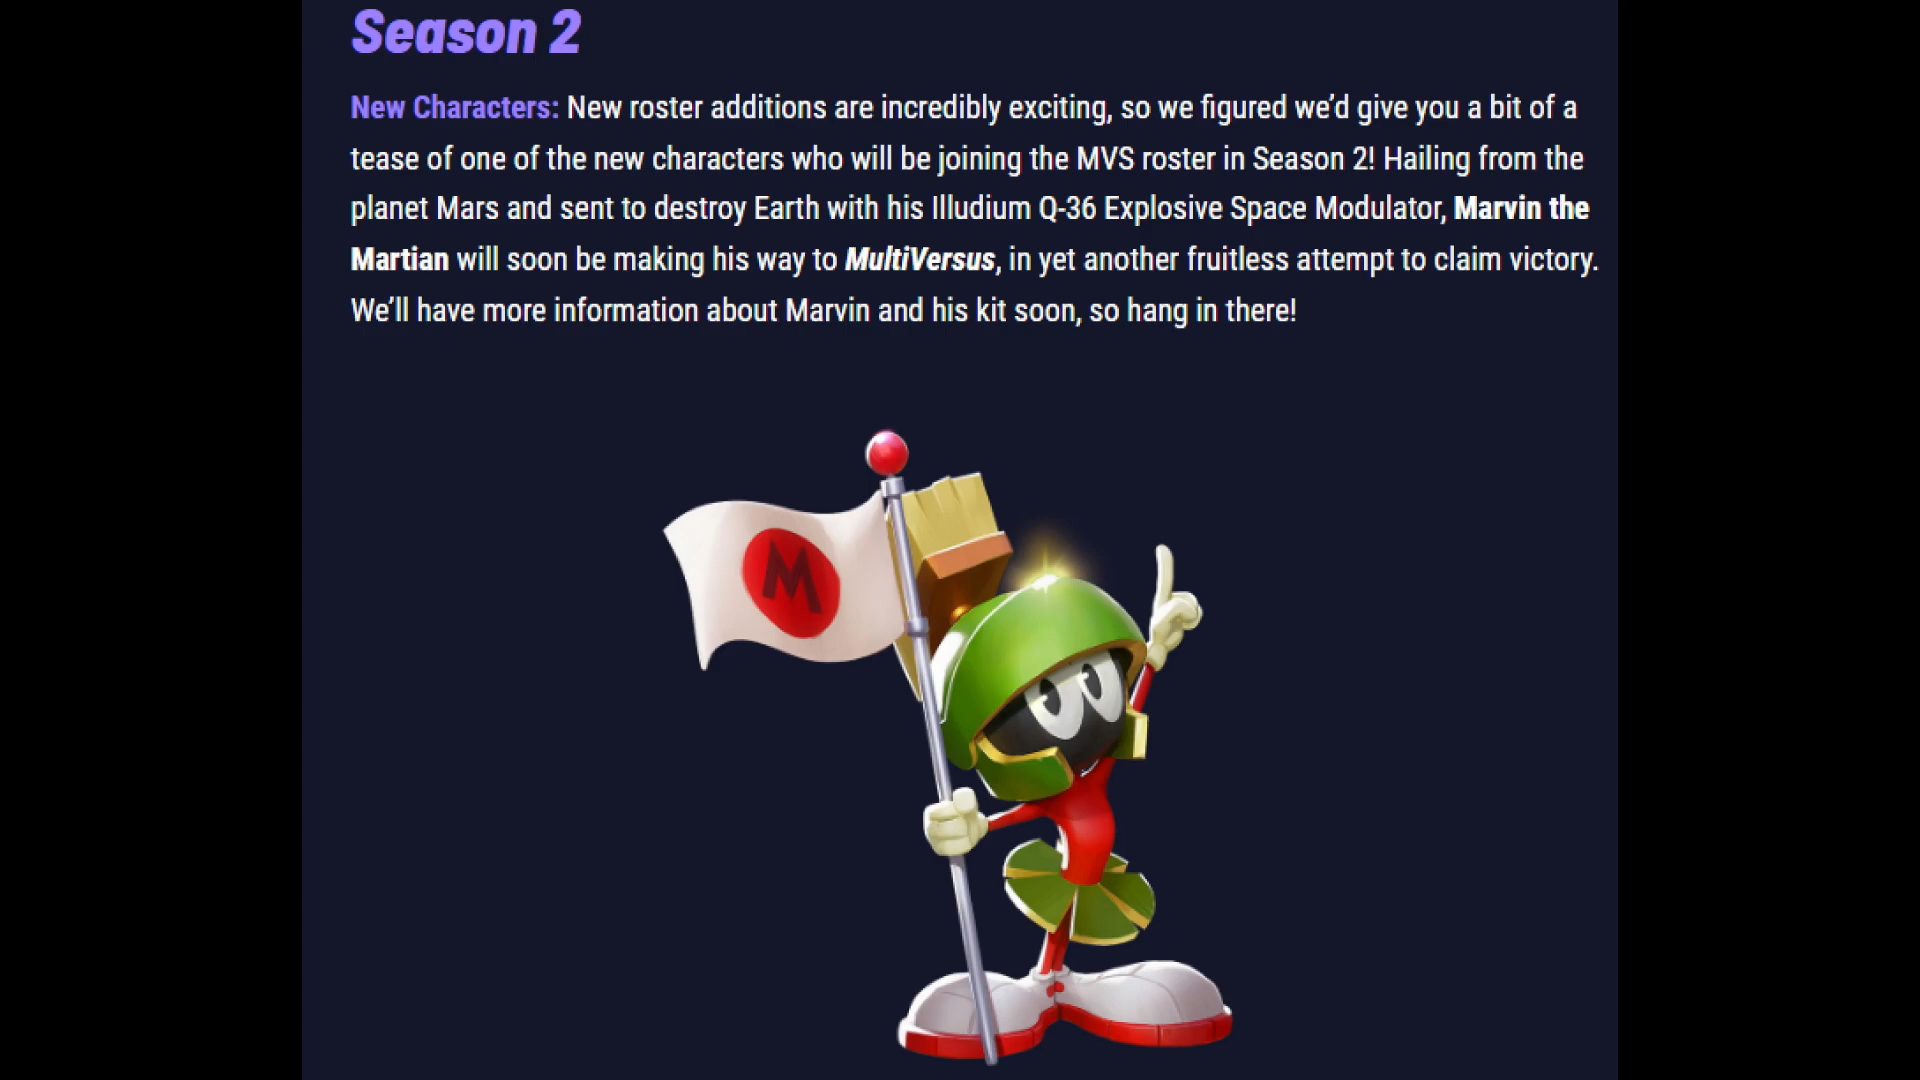 Season 2
New Characters: New roster additions are incredibly exciting, so we figured we’d give you a bit of a
tease of one of the new characters who will be joining the MVS roster in Season 2! Hailing from the
planet Mars and sent to destroy Earth with his Illudium Q-36 Explosive Space Modulator, Marvin the
Martian will soon be making his way to MultiVersus, in yet another fruitless attempt to claim victory.
We’ll have more information about Marvin and his kit soon, so hang in there!
M